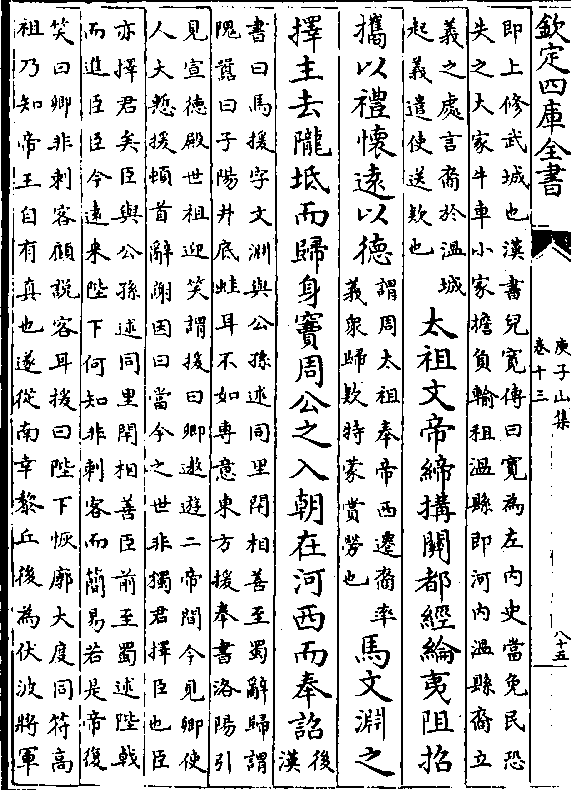 欽定四庫全書
庾子山集
卷十三
八十五
即上修武城也漢書兒寛傳曰寛為左内史當免民恐
失之大家牛車小家擔負輸租温縣即河内温縣裔立
義之處言裔於温城
起義遣使送欵也
太祖文帝締搆關都經綸夷阻招
攜以禮懷遠以德
謂周太祖奉帝西遷裔率
義衆歸欵特蒙賞勞也
馬文淵之
擇主去隴坻而歸身竇周公之入朝在河西而奉詔
後
漢
書曰馬援字文淵與公孫述同里閈相善至蜀辭歸謂
隗囂曰子陽井底蛙耳不如專意東方援奉書洛陽引
見宣德殿世祖迎笑謂援曰卿遨遊二帝間今見卿使
人大慙援頓首辭謝因曰當今之世非獨君擇臣也臣
亦擇君矣臣與公孫述同里閈相善臣前至蜀述陛戟
而進臣臣今逺来陛下何知非刺客而簡易若是帝復
笑曰卿非刺客顧説客耳援曰陛下恢廓大度同符髙
祖乃知帝王自有真也遂從南幸黎丘後為伏波將軍